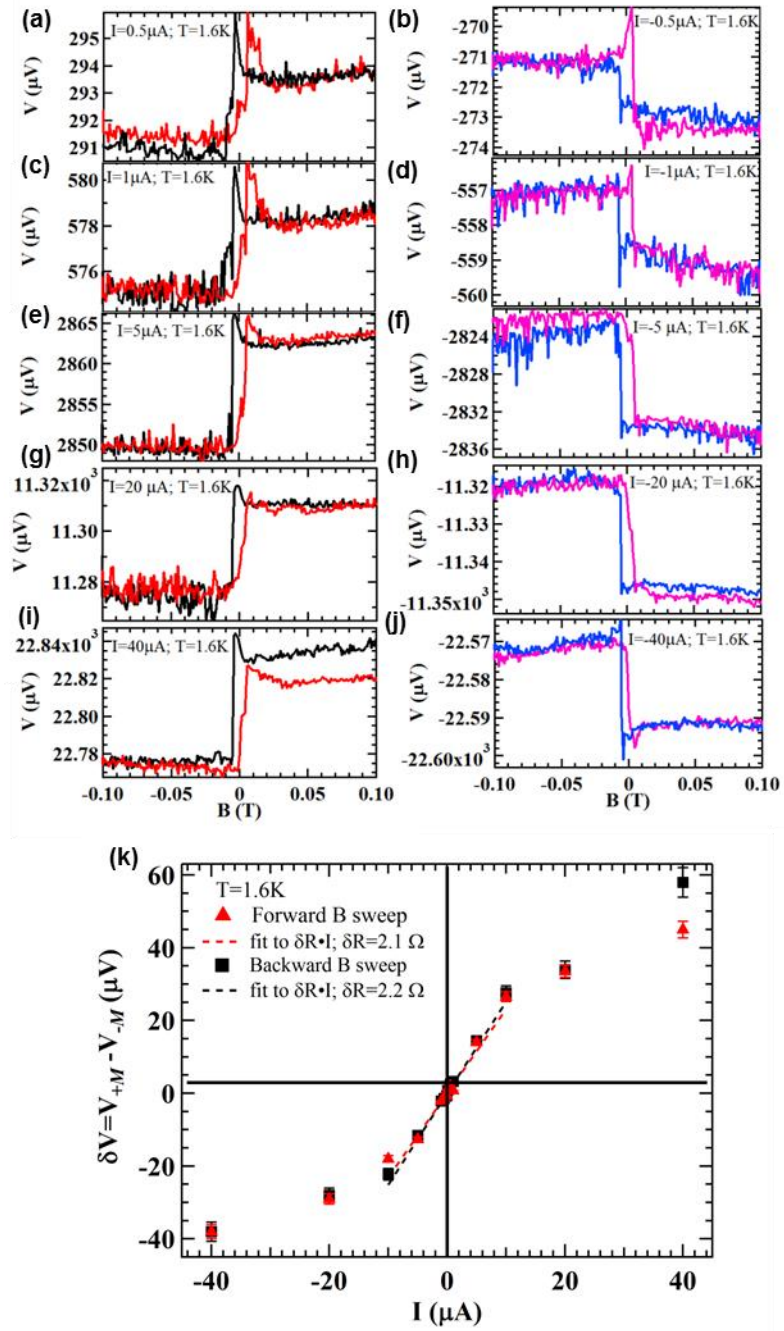 (a)
I=0.5μA; T=1.6K
295
294
293
292
291
V (μV)
(b)
I=-0.5μA; T=1.6K
-270
-271
-272
-273
-274
V (μV)
(c)
I=1μA; T=1.6K
580
578
576
V (μV)
(d)
I=-1μA; T=1.6K
-557
-558
-559
-560
V (μV)
(e)
I=5μA; T=1.6K
2865
2860
2855
2850
V (μV)
(f)
I=-5 μA; T=1.6K
-2824
-2828
-2832
-2836
V (μV)
(g)
I=20 μA; T=1.6K
11.32x10³
11.30
11.28
V (μV)
(h)
I=-20 μA; T=1.6K
-11.32
-11.33
-11.34
-11.35x10³
V (μV)
(i)
I=40μA; T=1.6K
22.84x10³
22.82
22.80
22.78
V (μV)
-0.10 -0.05 0 0.05 0.10
B (T)
(j)
I=-40μA; T=1.6K
-22.57
-22.58
-22.59
-22.60x10³
V (μV)
-0.10 -0.05 0 0.05 0.10
B (T)
(k)
T=1.6K
Forward B sweep
fit to δR•I; δR=2.1 Ω
Backward B sweep
fit to δR•I; δR=2.2 Ω
60
40
20
0
-20
-40
δV=V+M -V-M (μV)
-40 -20 0 20 40
I (μA)